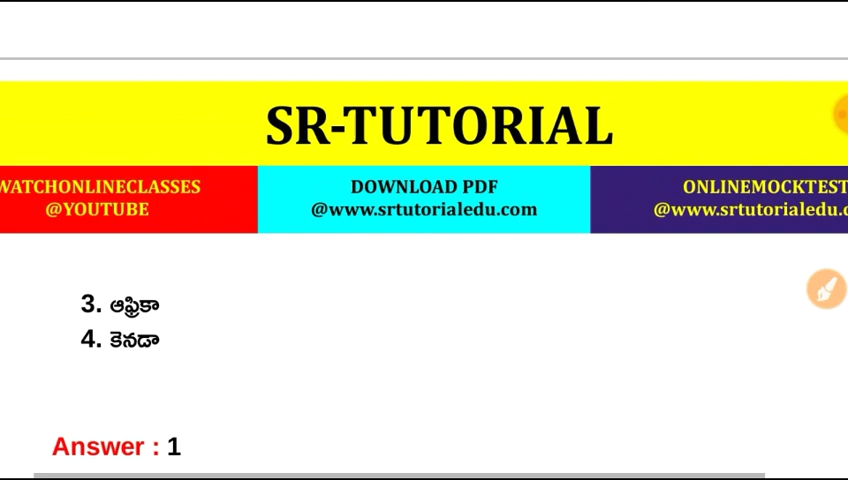 SR-TUTORIAL
WATCHONLINECLASSES
@YOUTUBE
DOWNLOAD PDF
@www.srtutorialedu.com
ONLINEMOCKTEST
@www.srtutorialedu.c
3. ఆఫ్రికా
4. కెనడా
Answer : 1